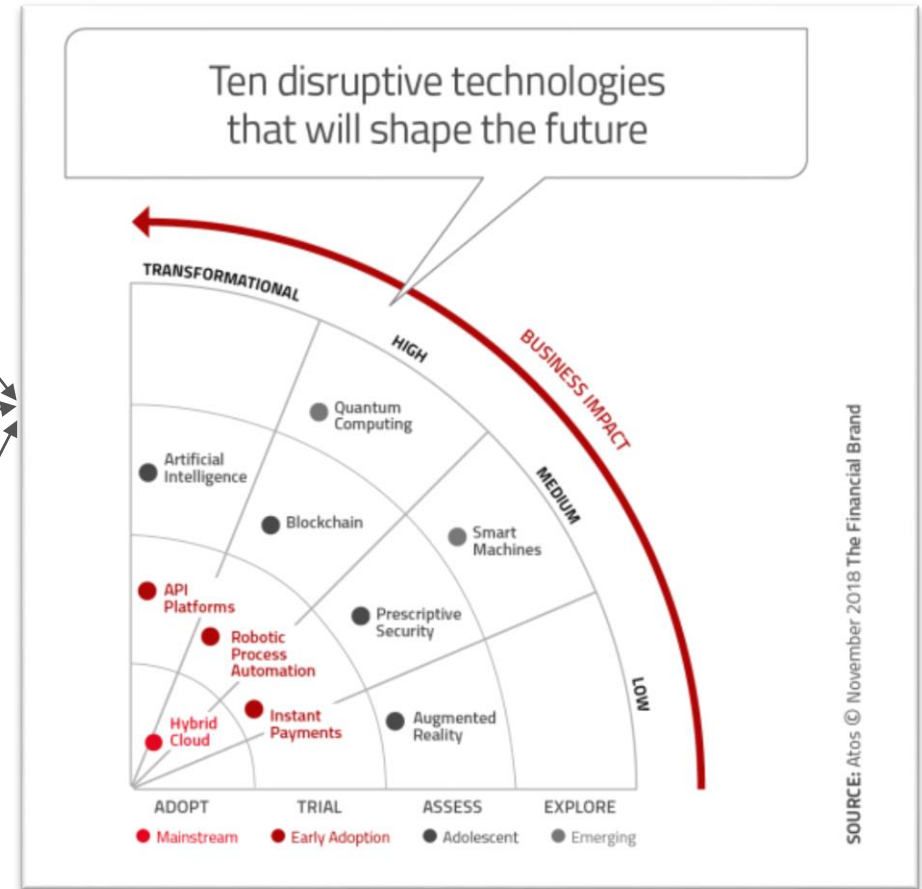 Ten disruptive technologies
that will shape the future
TRANSFORMATIONAL
HIGH
MEDIUM
LOW
BUSINESS IMPACT
Quantum
Computing
Artificial
Intelligence
Blockchain
Smart
Machines
API
Platforms
Prescriptive
Security
Robotic
Process
Automation
Instant
Payments
Augmented
Reality
Hybrid
Cloud
ADOPT
TRIAL
ASSESS
EXPLORE
Mainstream
Early Adoption
Adolescent
Emerging
SOURCE: Atos © November 2018 The Financial Brand